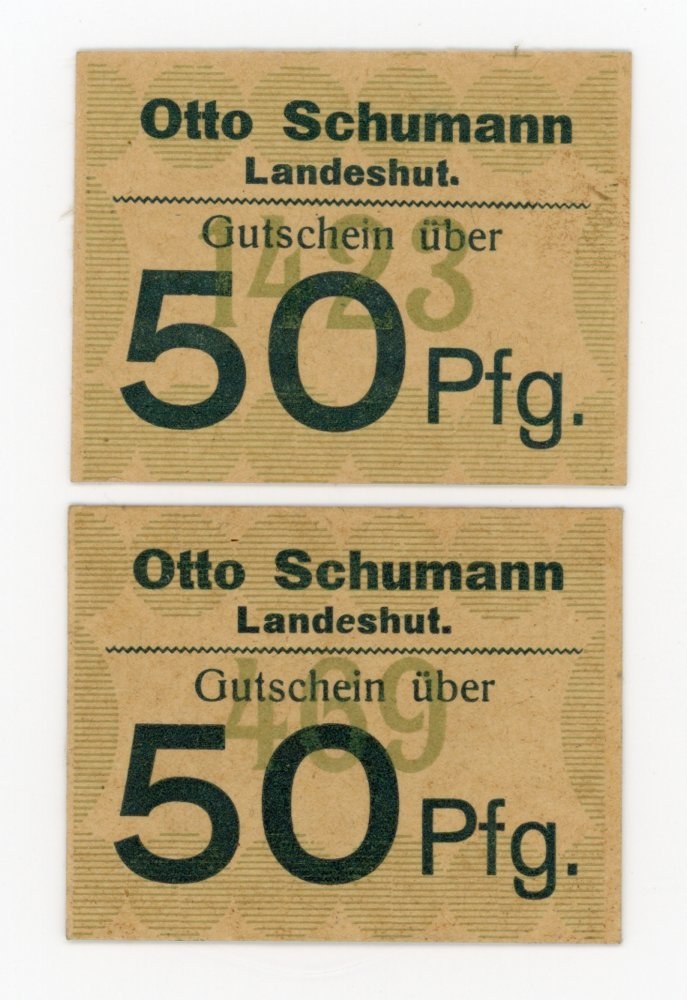 Otto Schumann
Landeshut.
Gutschein über
1423
50 Pfg.
Otto Schumann
Landeshut.
Gutschein über
469
50 Pfg.